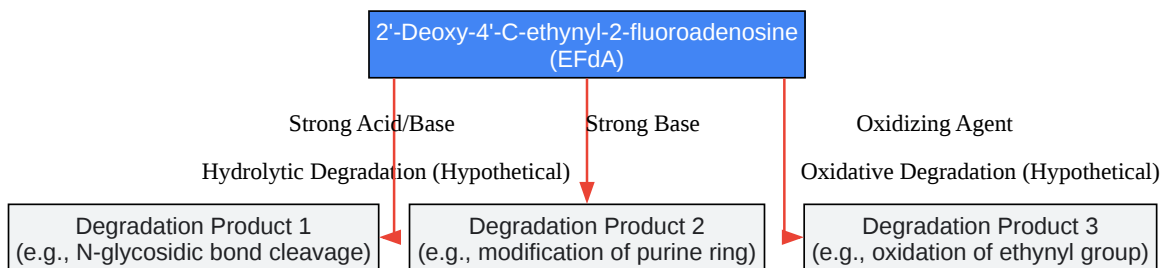 2'-Deoxy-4'-C-ethynyl-2-fluoroadenosine
(EFdA)
Strong Acid/Base
Strong Base
Oxidizing Agent
Hydrolytic Degradation (Hypothetical)
Oxidative Degradation (Hypothetical)
Degradation Product 1
(e.g., N-glycosidic bond cleavage)
Degradation Product 2
(e.g., modification of purine ring)
Degradation Product 3
(e.g., oxidation of ethynyl group)